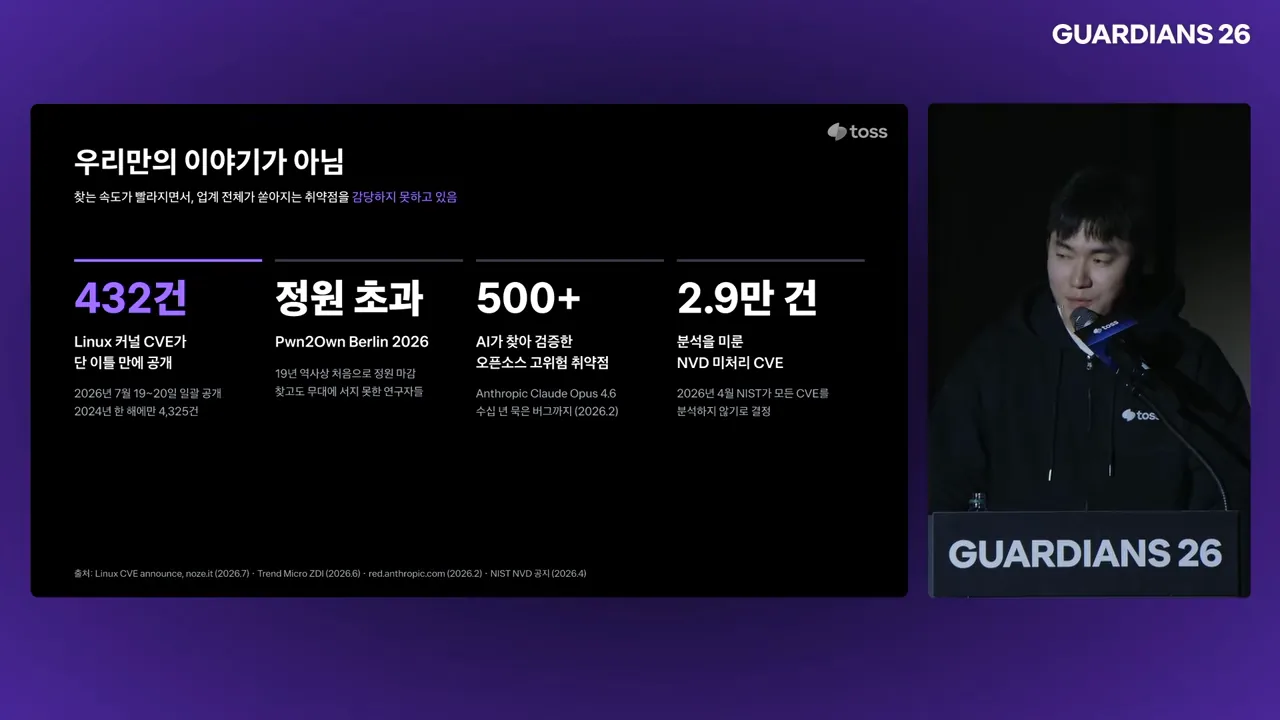 GUARDIANS 26
toss
우리만의 이야기가 아님
찾는 속도가 빨라지면서, 업계 전체가 쏟아지는 취약점을 감당하지 못하고 있음
432건
Linux 커널 CVE가
단 이틀 만에 공개
2026년 7월 19~20일 일괄 공개
2024년 한 해에만 4,325건
정원 초과
Pwn2Own Berlin 2026
19년 역사상 처음으로 정원 마감
찾고도 무대에 서지 못한 연구자들
500+
AI가 찾아 검증한
오픈소스 고위험 취약점
Anthropic Claude Opus 4.6
수십 년 묵은 버그까지 (2026.2)
2.9만 건
분석을 미룬
NVD 미처리 CVE
2026년 4월 NIST가 모든 CVE를
분석하지 않기로 결정
출처: Linux CVE announce, noze.it (2026.7) · Trend Micro ZDI (2026.6) · red.anthropic.com (2026.2) · NIST NVD 공지 (2026.4)
toss
toss
GUARDIANS 26